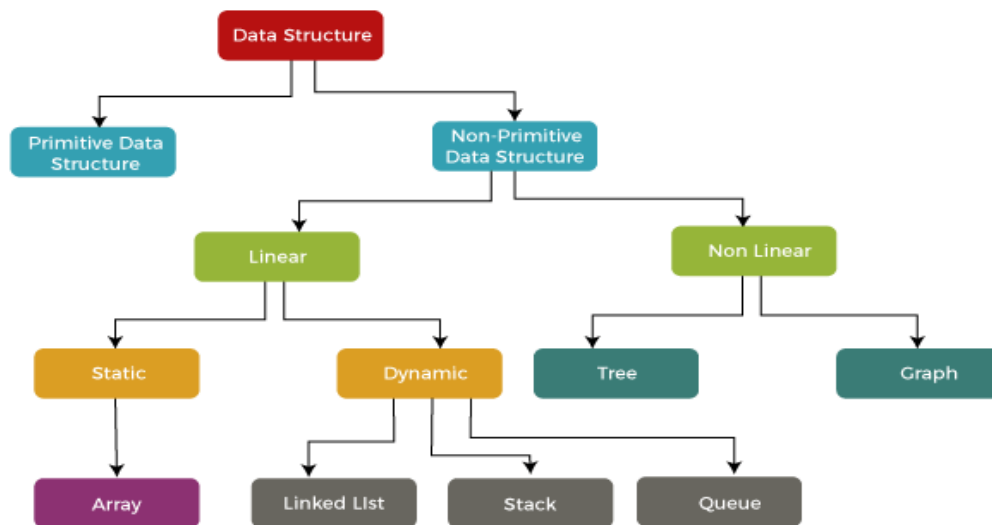 Data Structure
Primitive Data
Structure
Non-Primitive
Data Structure
Linear
Non Linear
Static
Dynamic
Tree
Graph
Array
Linked LIst
Stack
Queue